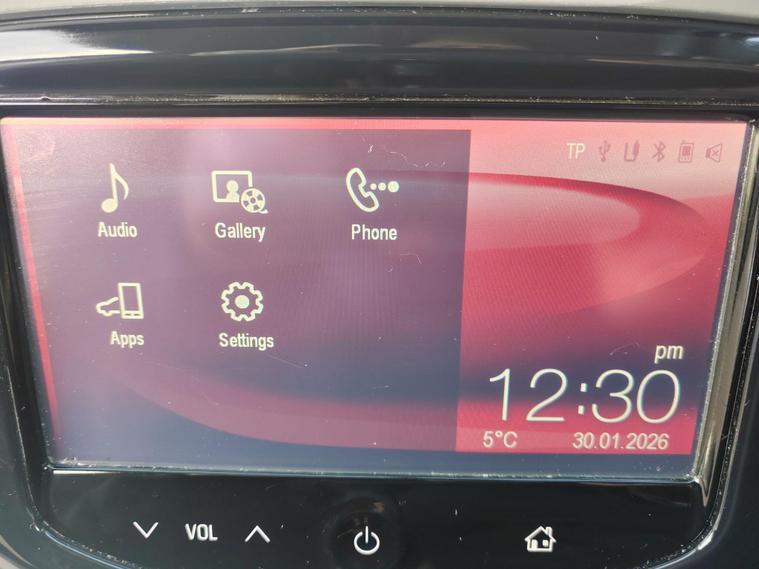 TP
Audio Gallery Phone
Apps Settings
pm
12:30
5°C 30.01.2026
VOL